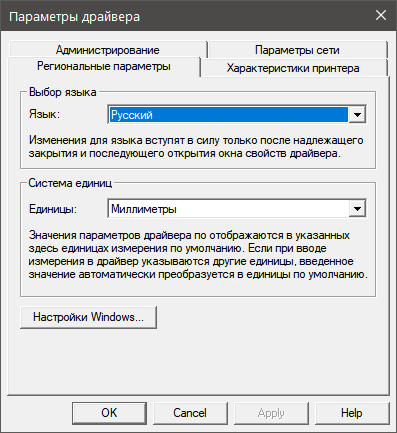 Параметры драйвера
Администрирование
Параметры сети
Региональные параметры
Характеристики принтера
Выбор языка
Язык:
Русский
Изменения для языка вступят в силу только после надлежащего
закрытия и последующего открытия окна свойств драйвера.
Система единиц
Единицы:
Миллиметры
Значения параметров драйвера по отображаются в указанных
здесь единицах измерения по умолчанию. Если при вводе
измерения в драйвер указываются другие единицы, введенное
значение автоматически преобразуется в единицы по умолчанию.
Настройки Windows...
OK
Cancel
Apply
Help